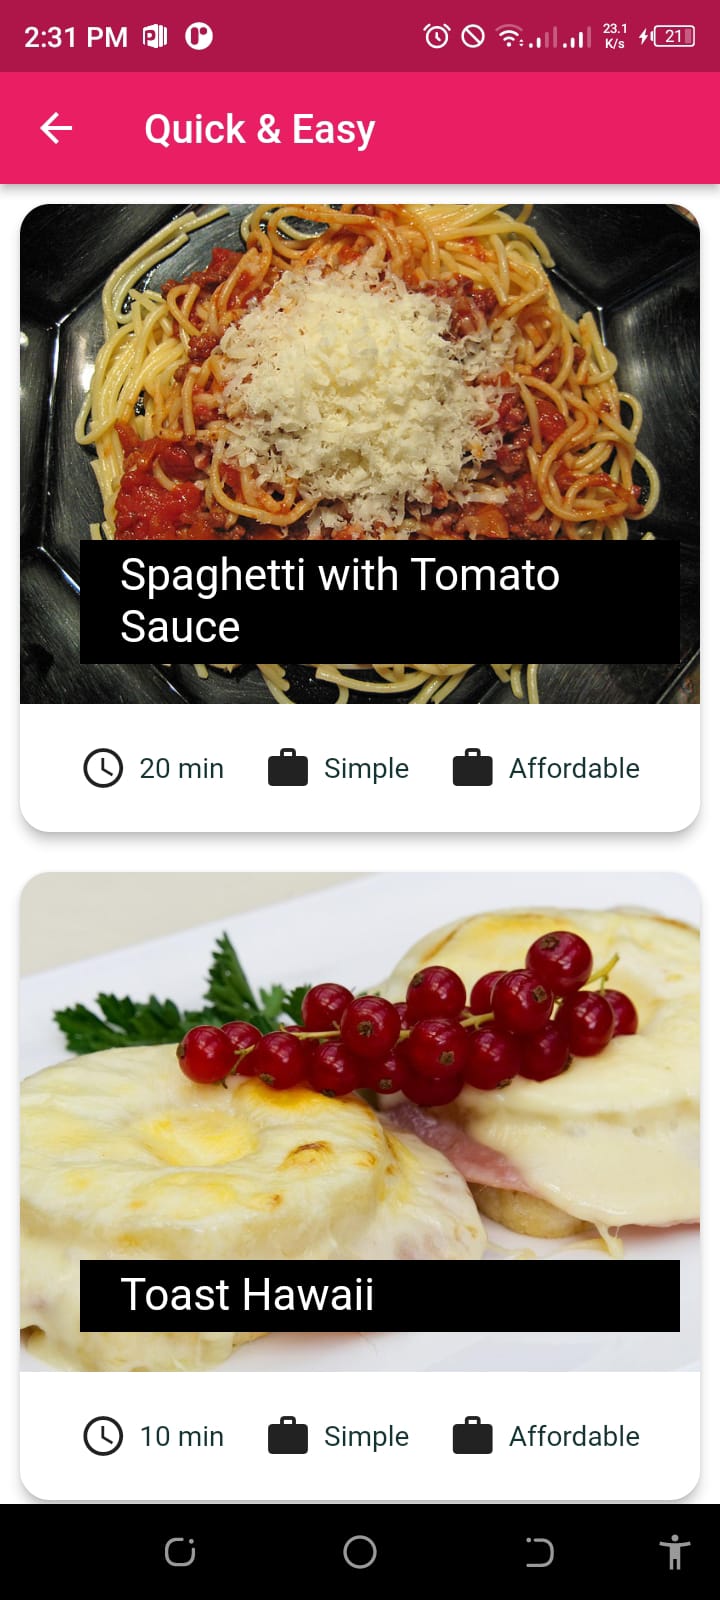 2:31 PM
23.1
K/s
21
Quick & Easy
Spaghetti with Tomato
Sauce
20 min Simple Affordable
Toast Hawaii
10 min Simple Affordable